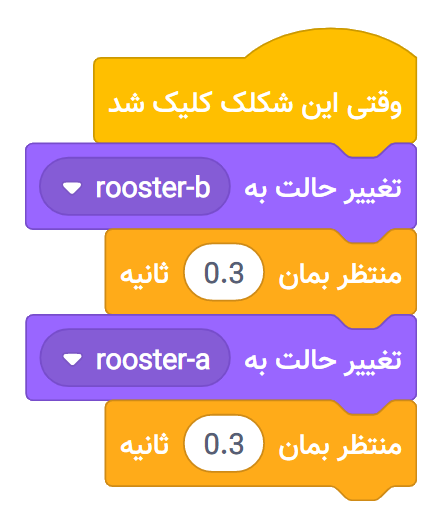 وقتی این شکلک کلیک شد
تغییر حالت به rooster-b
منتظر بمان 0.3 ثانیه
تغییر حالت به rooster-a
منتظر بمان 0.3 ثانیه